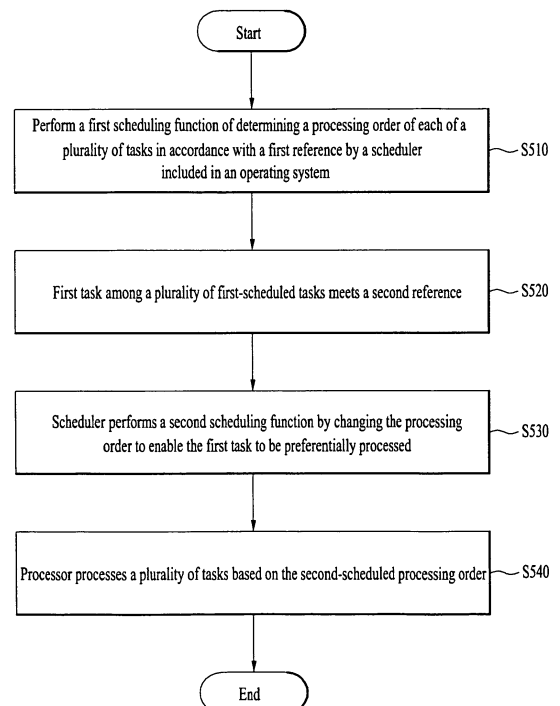 Start
Perform a first scheduling function of determining a processing order of each of a
plurality of tasks in accordance with a first reference by a scheduler
included in an operating system
S510
First task among a plurality of first-scheduled tasks meets a second reference
S520
Scheduler performs a second scheduling function by changing the processing
order to enable the first task to be preferentially processed
S530
Processor processes a plurality of tasks based on the second-scheduled processing order
S540
End